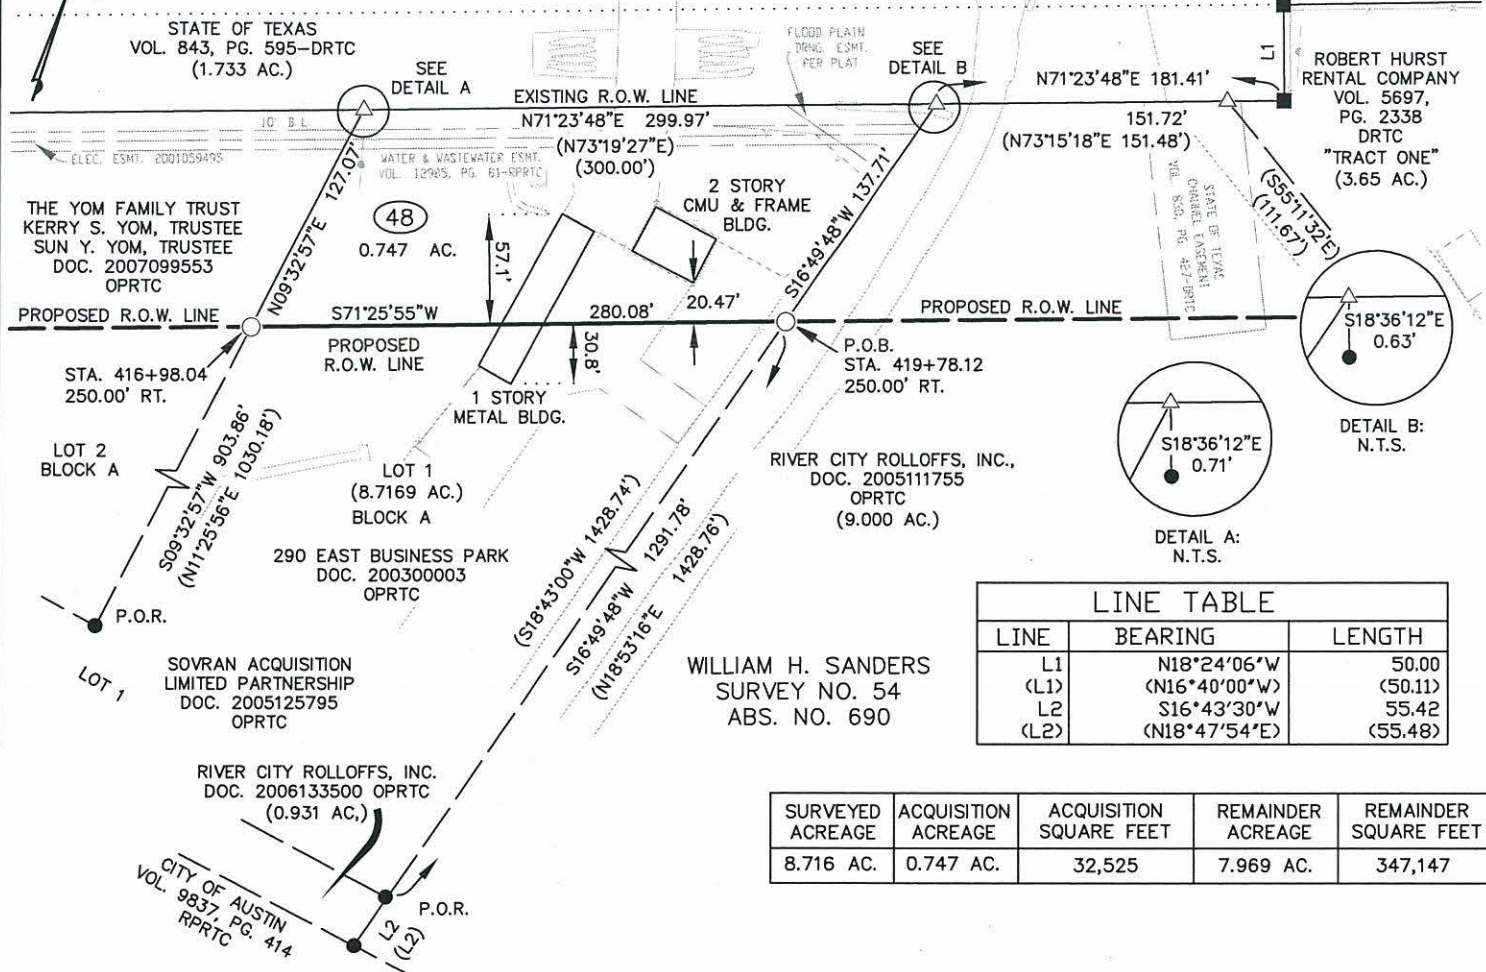 STATE OF TEXAS
VOL. 843, PG. 595-DRTC
(1.733 AC.)
SEE
DETAIL A
FLOOD PLAIN
DRNG. ESMT.
PER PLAT
SEE
DETAIL B
L1
ROBERT HURST
RENTAL COMPANY
VOL. 5697,
PG. 2338
DRTC
"TRACT ONE"
(3.65 AC.)
EXISTING R.O.W. LINE
N71°23'48"E 299.97'
(N73°19'27"E)
(300.00')
N71°23'48"E 181.41'
151.72'
(N73°15'18"E 151.48')
10' B.L.
ELEC. ESMT. 2001059495
WATER & WASTEWATER ESMT.
VOL. 12985, PG. 61-RPRTC
THE YOM FAMILY TRUST
KERRY S. YOM, TRUSTEE
SUN Y. YOM, TRUSTEE
DOC. 2007099553
OPRTC
N09°32'57"E 127.07'
48
0.747 AC.
57.1'
2 STORY
CMU & FRAME
BLDG.
S16°49'48"W 137.71'
STATE OF TEXAS
CHANNEL EASEMENT
VOL. 830, PG. 427-DRTC
(S55°11'32"E)
(111.67')
PROPOSED R.O.W. LINE
S71°25'55"W
280.08'
20.47'
PROPOSED R.O.W. LINE
PROPOSED
R.O.W. LINE
30.8'
STA. 416+98.04
250.00' RT.
1 STORY
METAL BLDG.
P.O.B.
STA. 419+78.12
250.00' RT.
S18°36'12"E
0.63'
DETAIL B:
N.T.S.
S18°36'12"E
0.71'
DETAIL A:
N.T.S.
LOT 2
BLOCK A
S09°32'57"W 903.86'
(N11°25'56"E 1030.18')
LOT 1
(8.7169 AC.)
BLOCK A
290 EAST BUSINESS PARK
DOC. 200300003
OPRTC
RIVER CITY ROLLOFFS, INC.,
DOC. 2005111755
OPRTC
(9.000 AC.)
(S18°43'00"W 1428.74')
S16°49'48"W 1291.78'
(N18°53'16"E 1428.76')
P.O.R.
LOT 1
SOVRAN ACQUISITION
LIMITED PARTNERSHIP
DOC. 2005125795
OPRTC
WILLIAM H. SANDERS
SURVEY NO. 54
ABS. NO. 690
LINE TABLE
LINE BEARING LENGTH
L1 N18°24'06"W 50.00
(L1) (N16°40'00"W) (50.11)
L2 S16°43'30"W 55.42
(L2) (N18°47'54"E) (55.48)
RIVER CITY ROLLOFFS, INC.
DOC. 2006133500 OPRTC
(0.931 AC,)
CITY OF AUSTIN
VOL. 9837, PG. 414
RPRTC
P.O.R.
L2
(L2)
SURVEYED ACREAGE ACQUISITION ACREAGE ACQUISITION SQUARE FEET REMAINDER ACREAGE REMAINDER SQUARE FEET
8.716 AC. 0.747 AC. 32,525 7.969 AC. 347,147